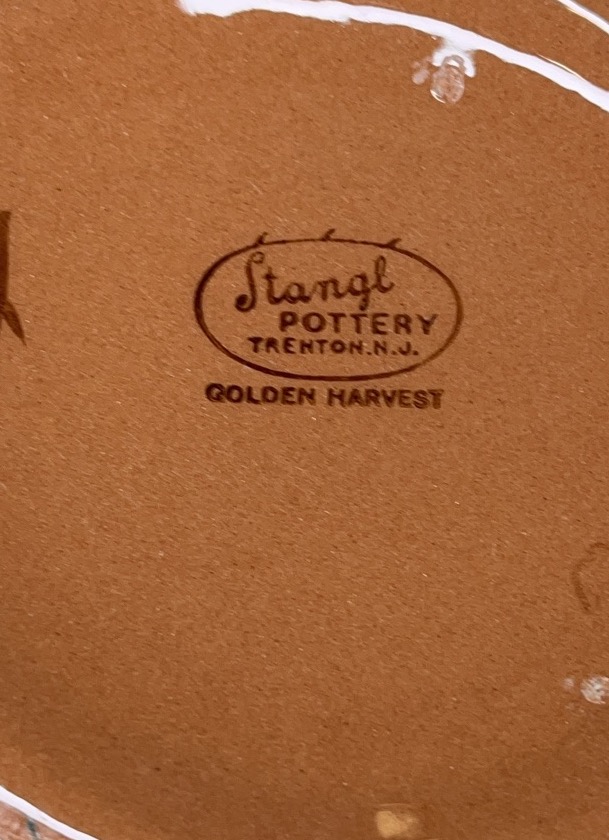 Stangl
POTTERY
TRENTON.N.J.
GOLDEN HARVEST